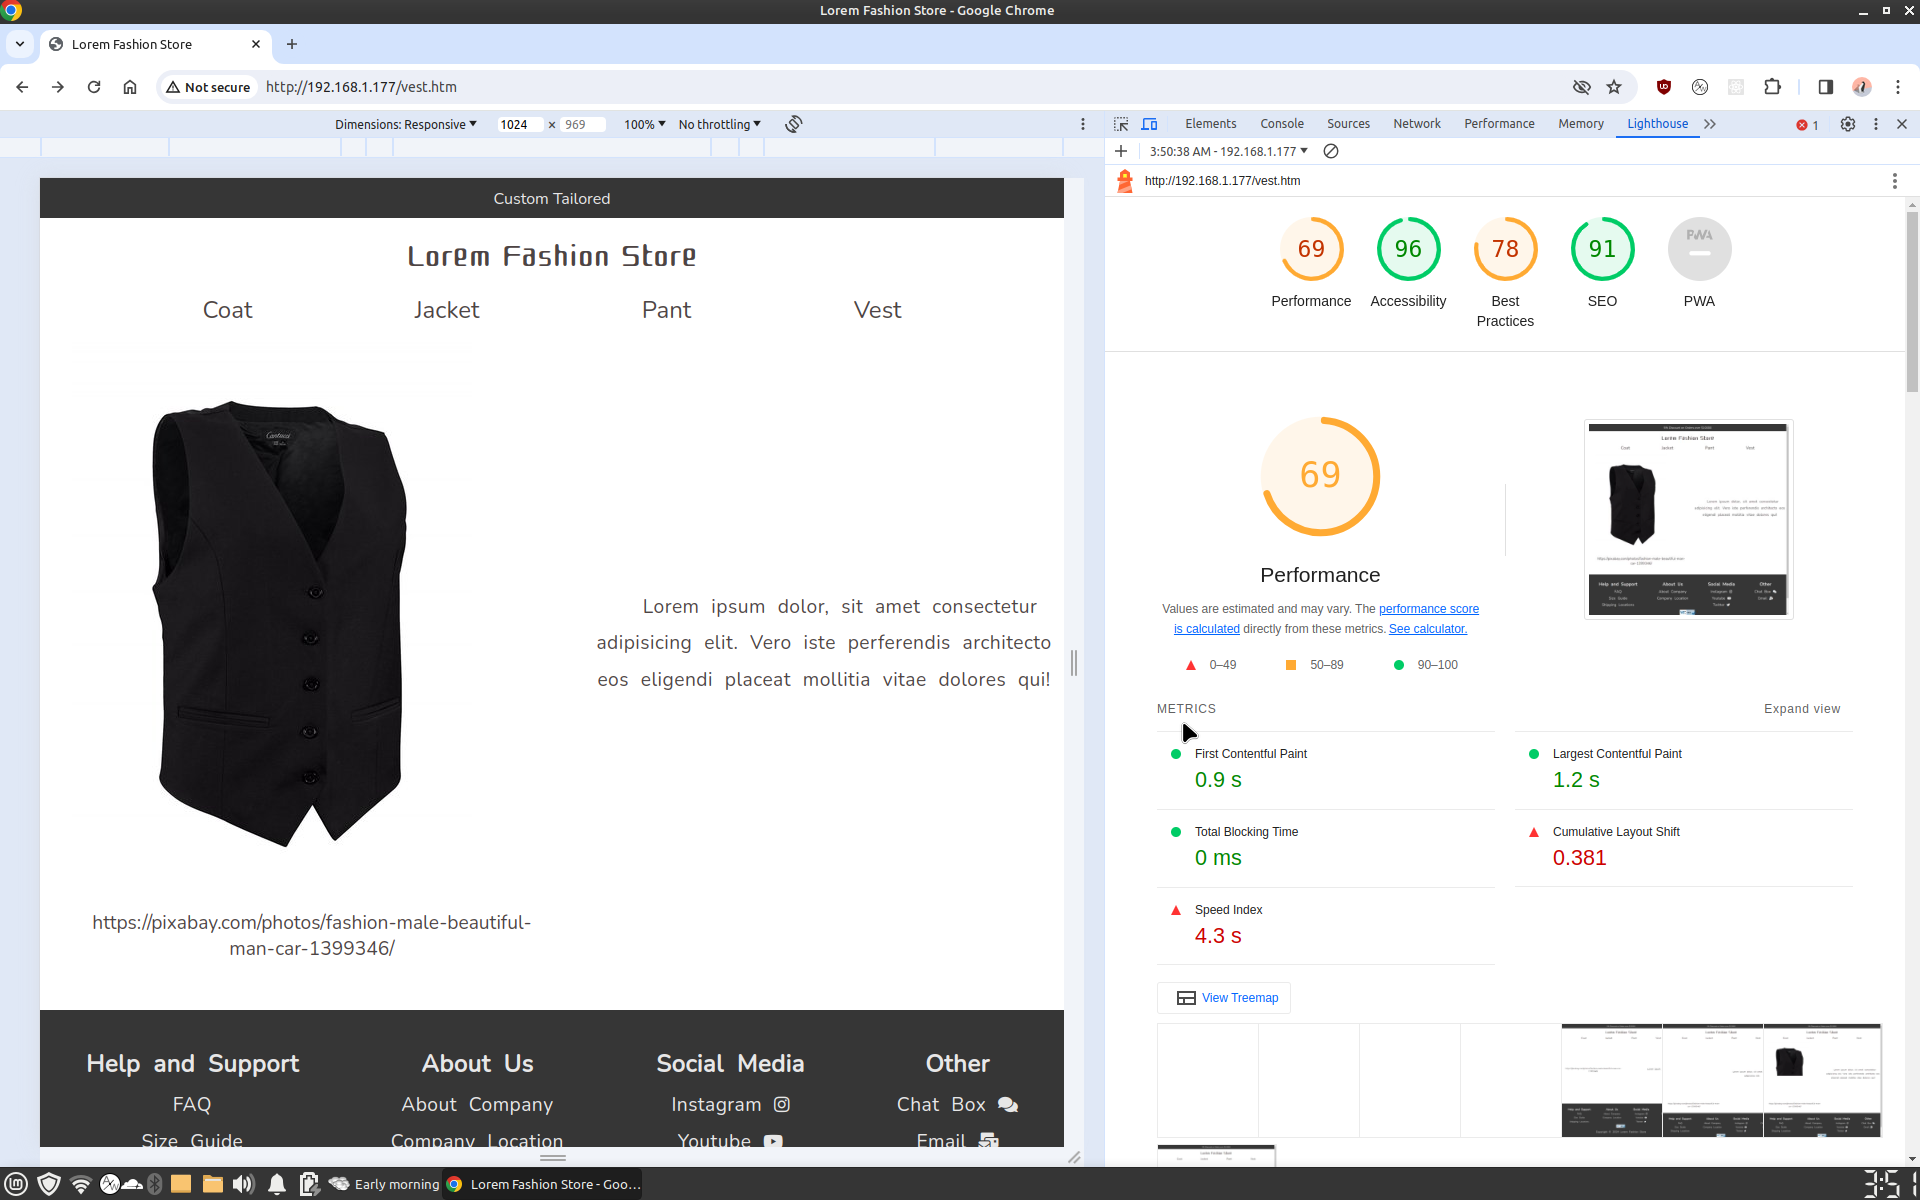 Lorem Fashion Store - Google Chrome
Lorem Fashion Store
Not secure
http://192.168.1.177/vest.htm
Dimensions: Responsive
1024 × 969
100%
No throttling
Elements
Console
Sources
Network
Performance
Memory
Lighthouse
1
3:50:38 AM - 192.168.1.177
http://192.168.1.177/vest.htm
Custom Tailored
Lorem Fashion Store
Coat
Jacket
Pant
Vest
Lorem ipsum dolor, sit amet consectetur
adipisicing elit. Vero iste perferendis architecto
eos eligendi placeat mollitia vitae dolores qui!
https://pixabay.com/photos/fashion-male-beautiful-
man-car-1399346/
Help and Support
About Us
Social Media
Other
FAQ
About Company
Instagram
Chat Box
Size Guide
Company Location
Youtube
Email
69
96
78
91
PWA
Performance
Accessibility
Best
Practices
SEO
PWA
69
Performance
Values are estimated and may vary. The performance score
is calculated directly from these metrics. See calculator.
0–49
50–89
90–100
METRICS
Expand view
First Contentful Paint
0.9 s
Largest Contentful Paint
1.2 s
Total Blocking Time
0 ms
Cumulative Layout Shift
0.381
Speed Index
4.3 s
View Treemap
Early morning
Lorem Fashion Store - Goo...
3:51